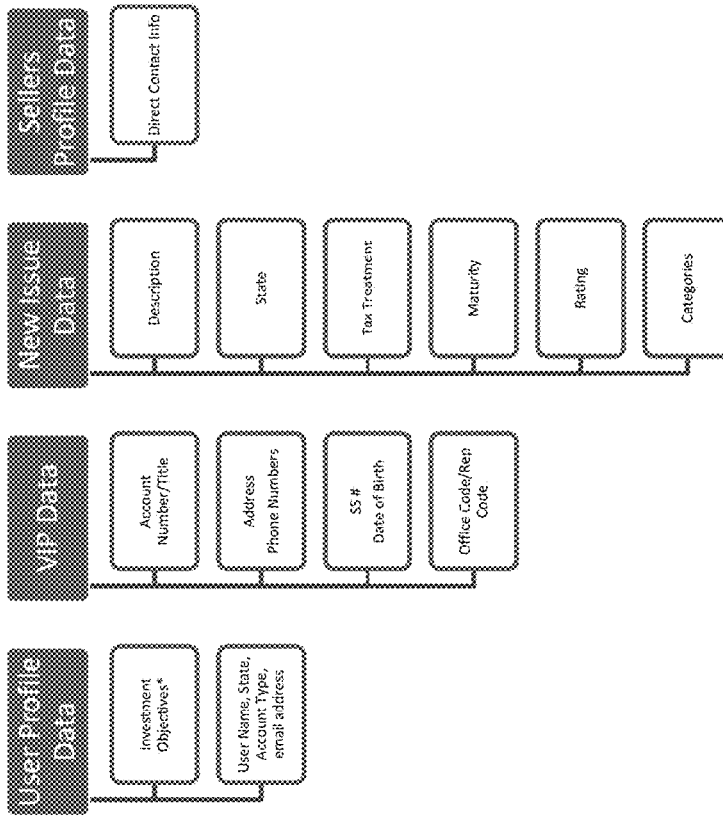 User Profile
Data
Investment
Objectives*
User Name, State,
Account Type,
email address
VIP Data
Account
Number/Title
Address
Phone Numbers
SS #
Date of Birth
Office Code/Rep
Code
New Issue
Data
Description
State
Tax Treatment
Maturity
Rating
Categories
Sellers
Profile Data
Direct Contact Info